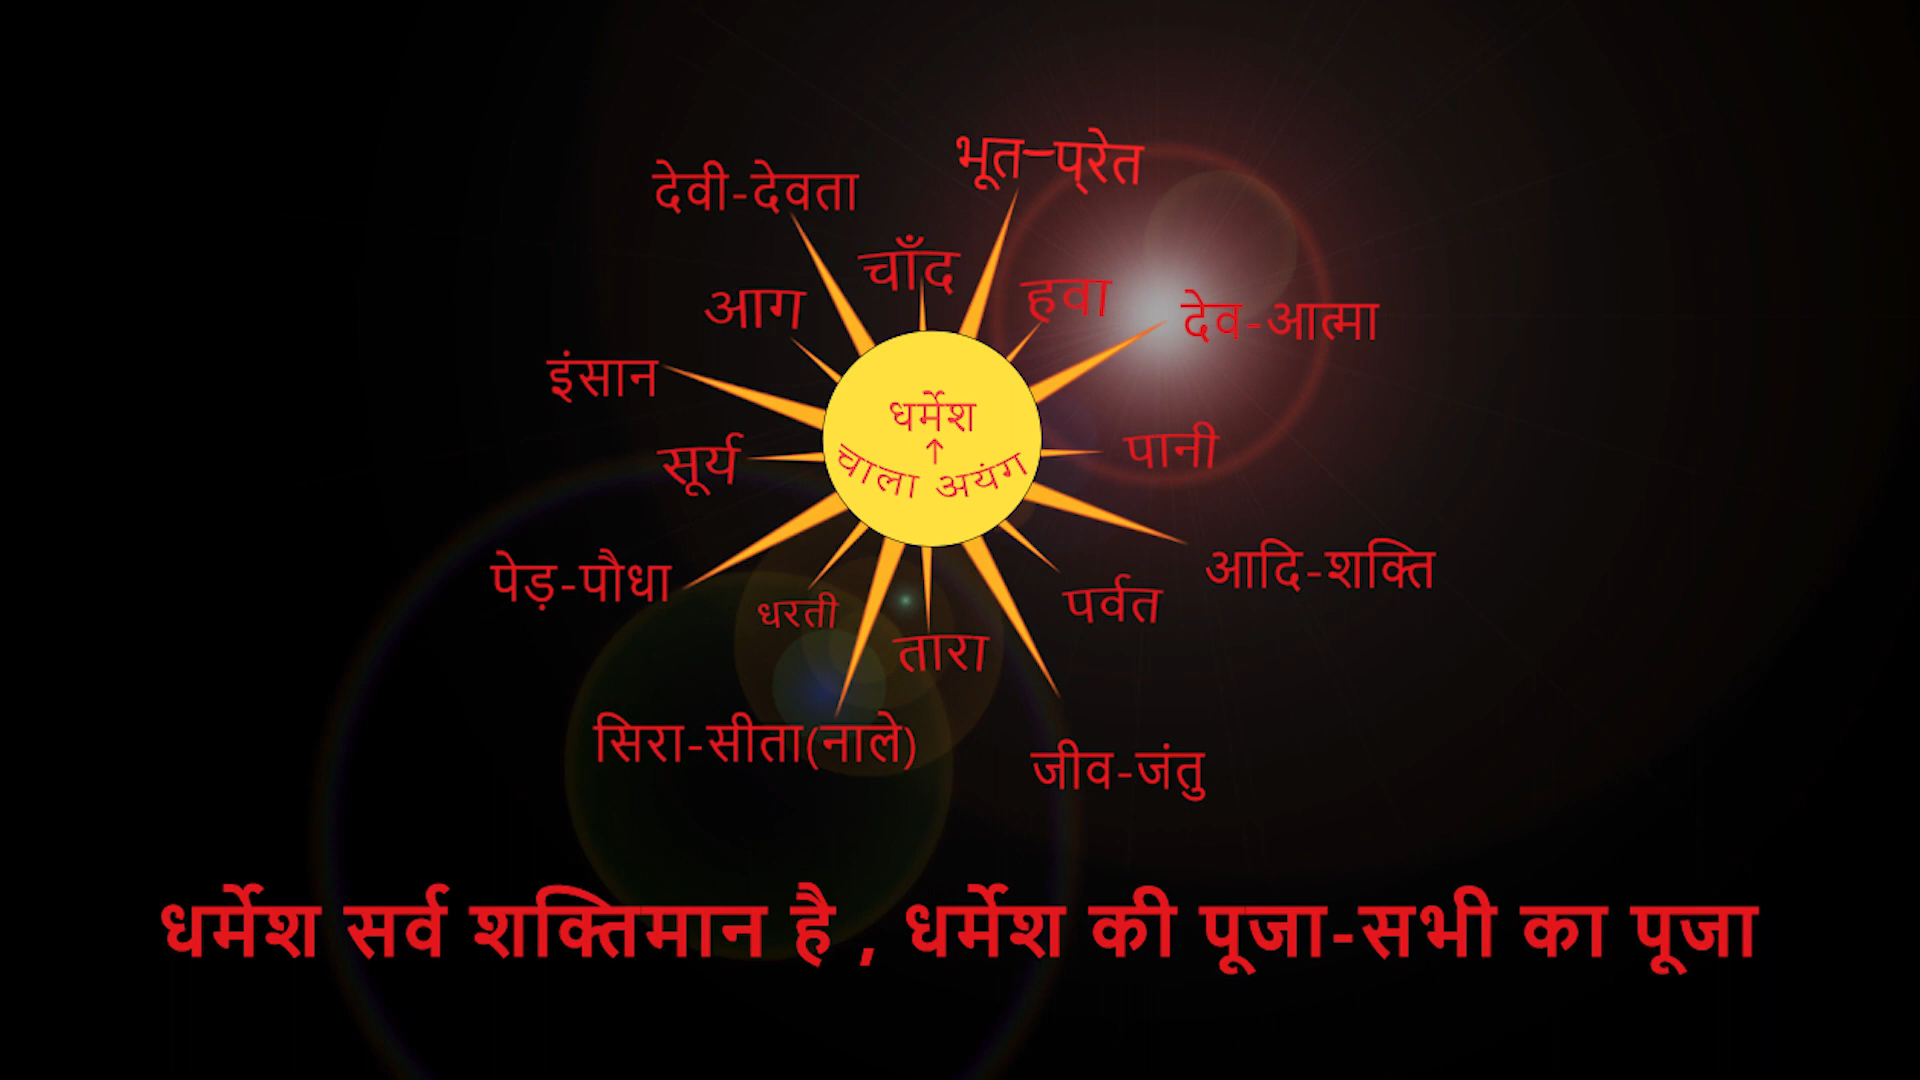 भूत-प्रेत
देवी-देवता
चाँद
आग
हवा
देव-आत्मा
इंसान
धर्मेश
↑
चाला अयंग
सूर्य
पानी
पेड़-पौधा
आदि-शक्ति
धरती
पर्वत
तारा
सिरा-सीता(नाले)
जीव-जंतु
धर्मेश सर्व शक्तिमान है , धर्मेश की पूजा-सभी का पूजा